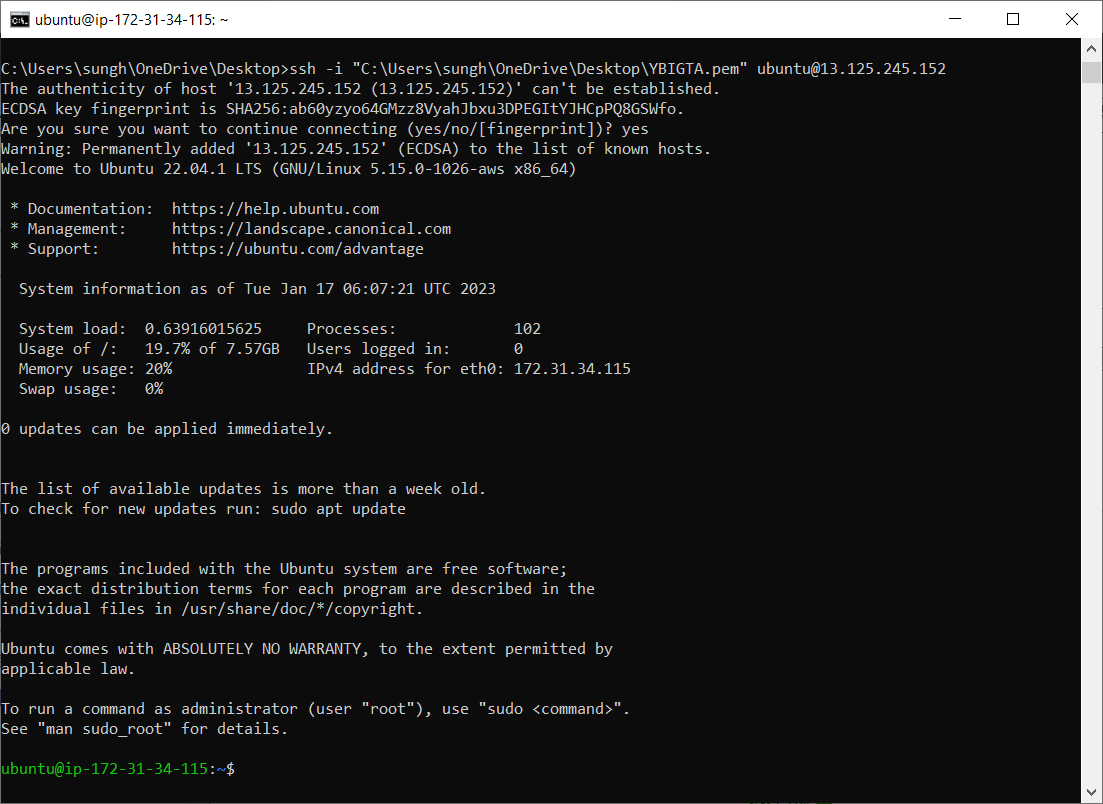 ubuntu@ip-172-31-34-115: ~
C:\Users\sungh\OneDrive\Desktop>ssh -i "C:\Users\sungh\OneDrive\Desktop\YBIGTA.pem" ubuntu@13.125.245.152
The authenticity of host '13.125.245.152 (13.125.245.152)' can't be established.
ECDSA key fingerprint is SHA256:ab60yzyo64GMzz8VyahJbxu3DPEGItYJHCpPQ8GSWfo.
Are you sure you want to continue connecting (yes/no/[fingerprint])? yes
Warning: Permanently added '13.125.245.152' (ECDSA) to the list of known hosts.
Welcome to Ubuntu 22.04.1 LTS (GNU/Linux 5.15.0-1026-aws x86_64)
* Documentation:  https://help.ubuntu.com
* Management:     https://landscape.canonical.com
* Support:        https://ubuntu.com/advantage
System information as of Tue Jan 17 06:07:21 UTC 2023
System load:  0.63916015625     Processes:             102
Usage of /:   19.7% of 7.57GB   Users logged in:       0
Memory usage: 20%               IPv4 address for eth0: 172.31.34.115
Swap usage:   0%
0 updates can be applied immediately.
The list of available updates is more than a week old.
To check for new updates run: sudo apt update
The programs included with the Ubuntu system are free software;
the exact distribution terms for each program are described in the
individual files in /usr/share/doc/*/copyright.
Ubuntu comes with ABSOLUTELY NO WARRANTY, to the extent permitted by
applicable law.
To run a command as administrator (user "root"), use "sudo <command>".
See "man sudo_root" for details.
ubuntu@ip-172-31-34-115:~$